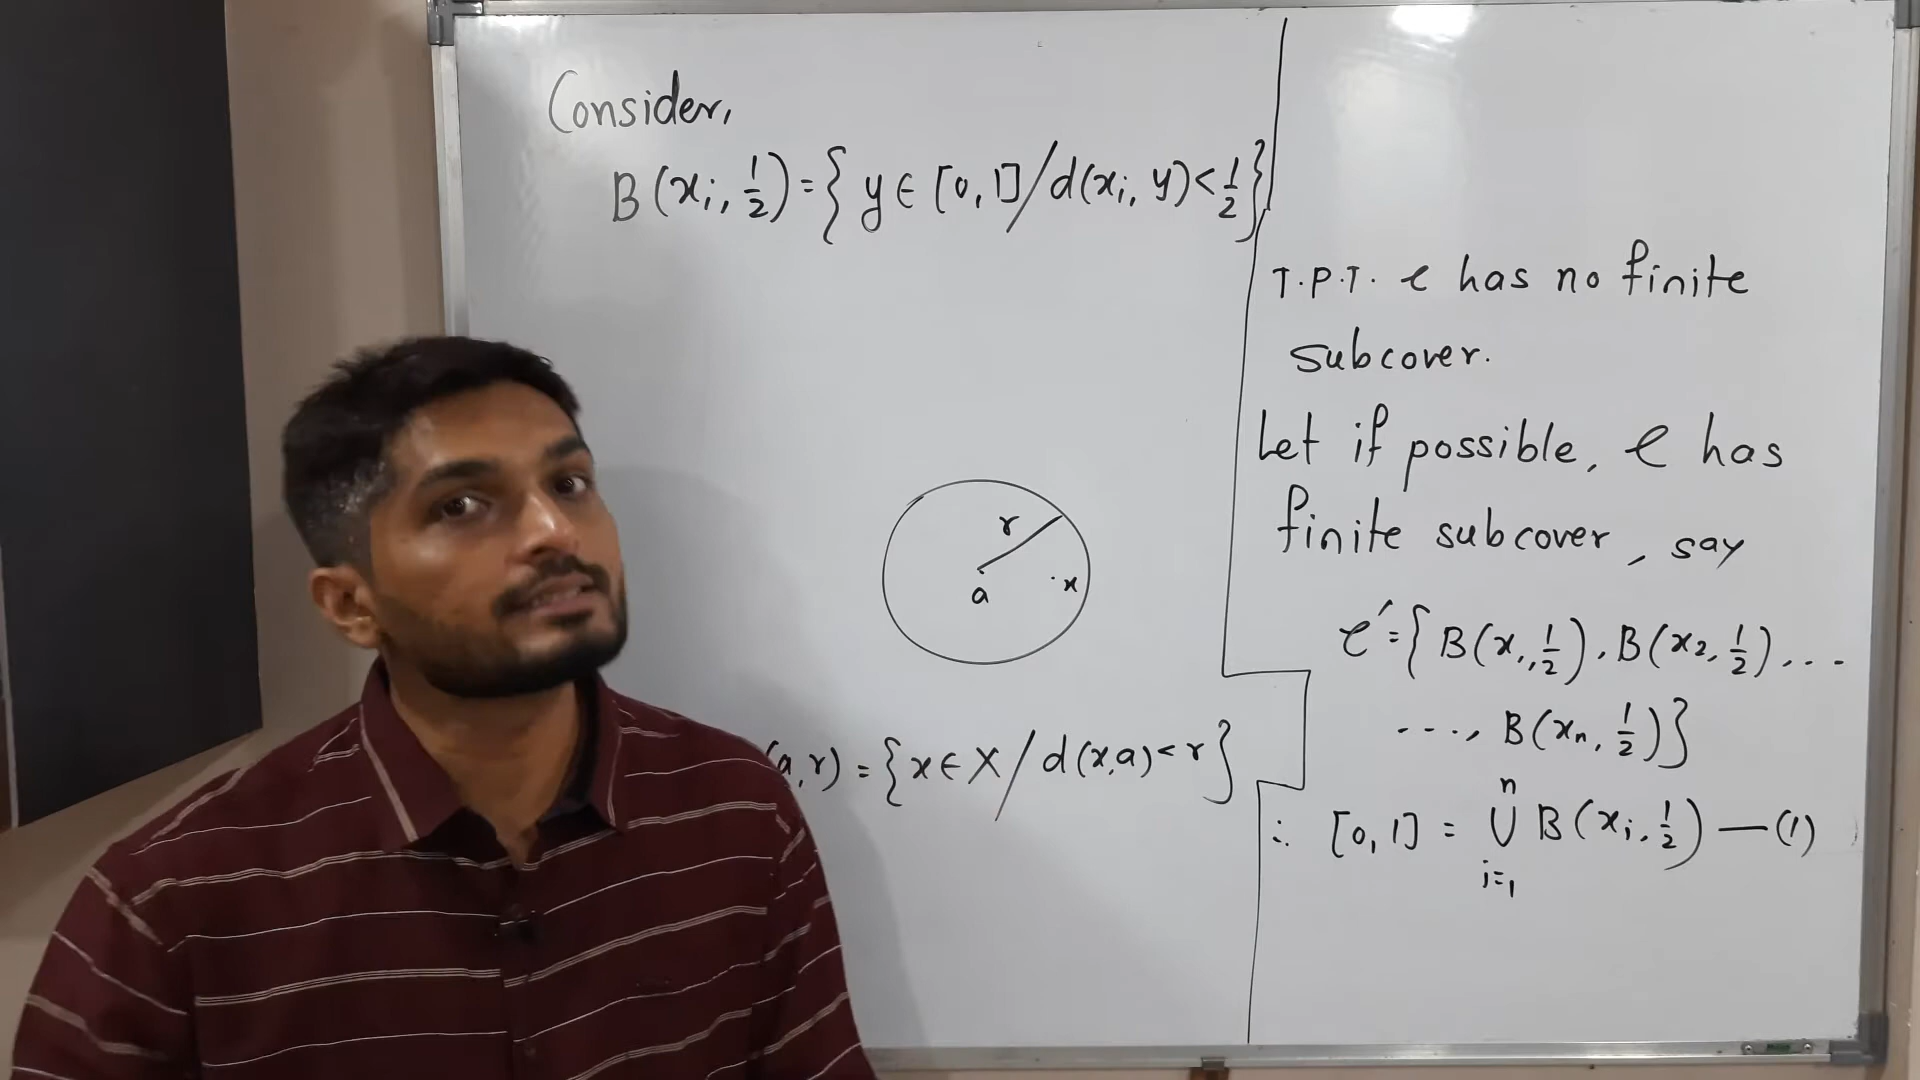 Consider,
B(xi, 1/2) = { y ∈ [0, 1] / d(xi, y) < 1/2 }
r
a
.x
(a, r) = { x ∈ X / d(x, a) < r }
T.P.T. ℓ has no finite
subcover.
Let if possible, ℓ has
finite subcover, say
ℓ' = { B(x1, 1/2), B(x2, 1/2), ...
...., B(xn, 1/2) }
n
∴ [0, 1] = ∪ B(xi, 1/2) — (1)
i=1